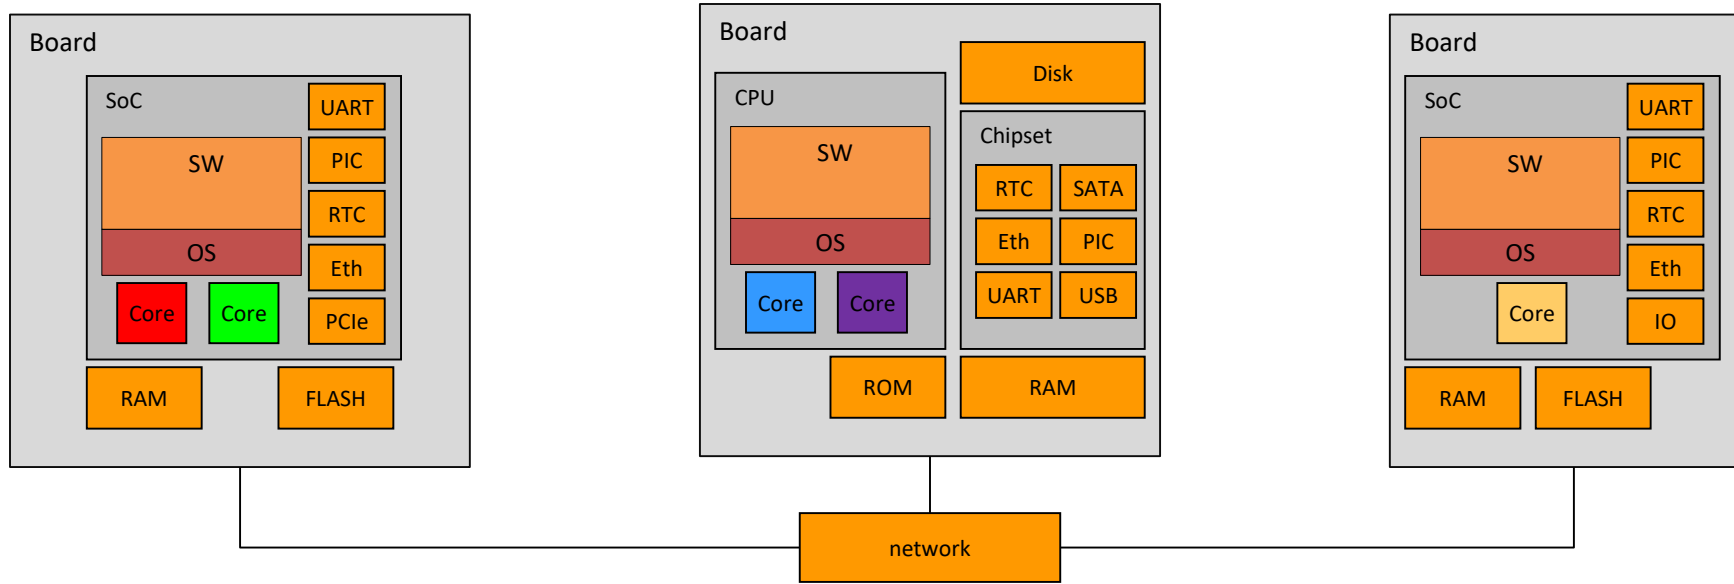 Board
SoC
UART
SW
PIC
RTC
OS
Eth
Core
Core
PCIe
RAM
FLASH
Board
Disk
CPU
Chipset
SW
RTC
SATA
OS
Eth
PIC
Core
Core
UART
USB
ROM
RAM
Board
SoC
UART
SW
PIC
RTC
OS
Eth
Core
IO
RAM
FLASH
network